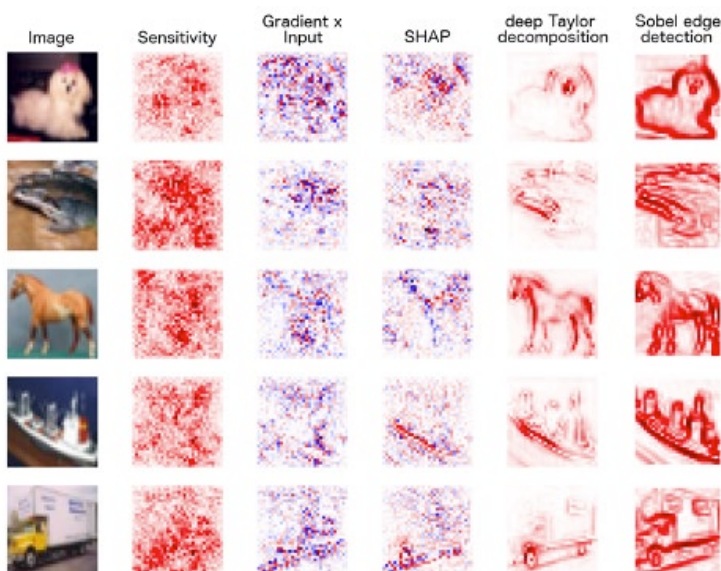 Image
Sensitivity
Gradient x
Input
SHAP
deep Taylor
decomposition
Sobel edge
detection